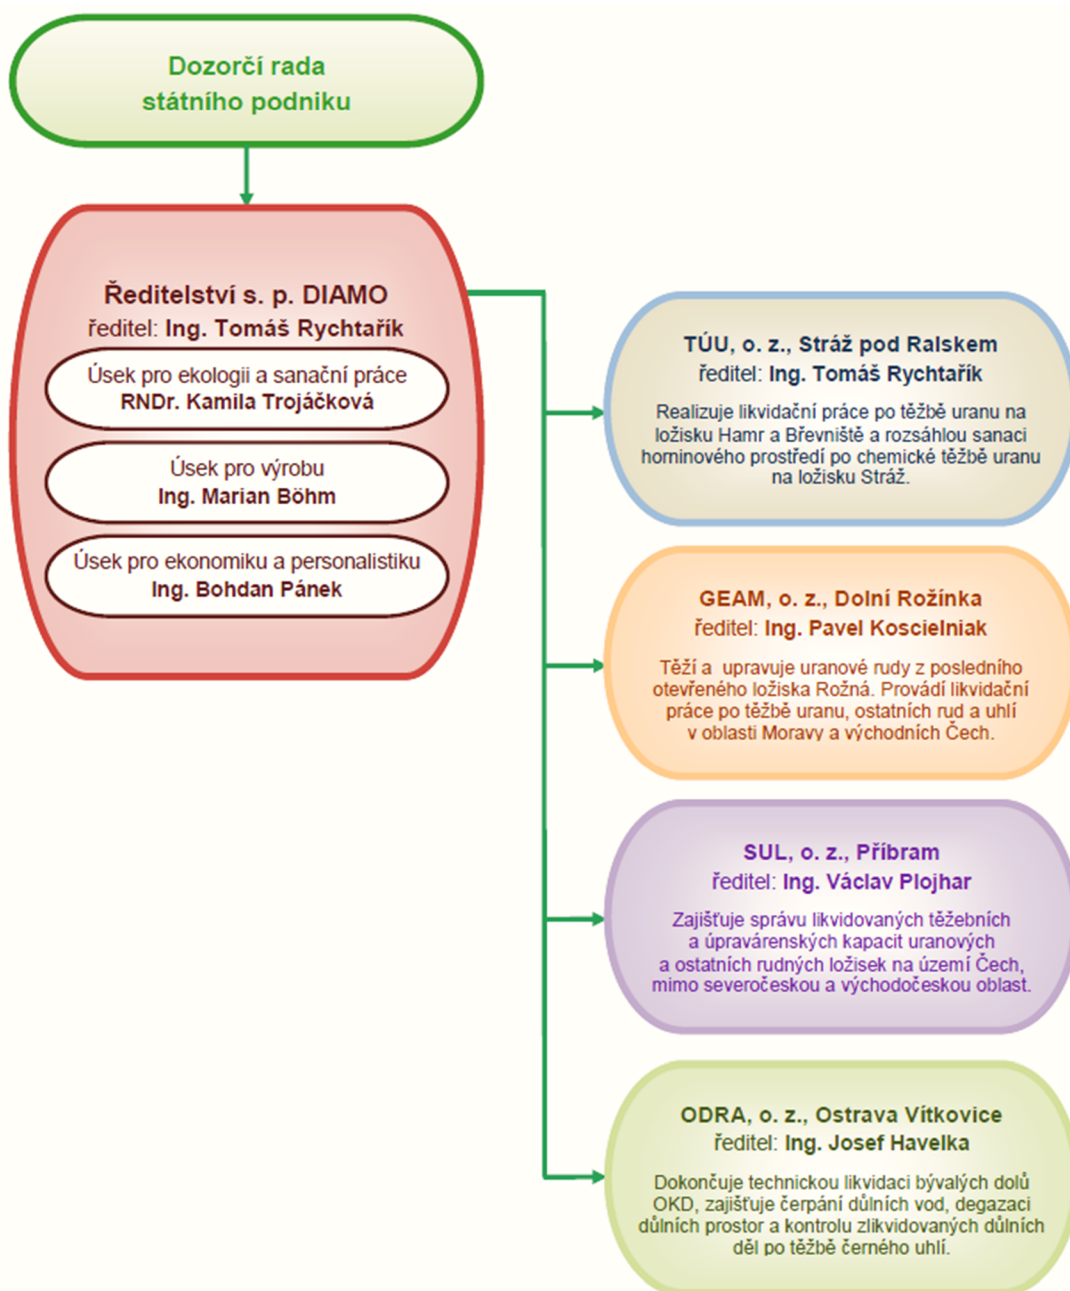 Dozorčí rada
státního podniku
Ředitelství s. p. DIAMO
ředitel: Ing. Tomáš Rychtařík
Úsek pro ekologii a sanační práce
RNDr. Kamila Trojáčková
Úsek pro výrobu
Ing. Marian Böhm
Úsek pro ekonomiku a personalistiku
Ing. Bohdan Pánek
TÚU, o. z., Stráž pod Ralskem
ředitel: Ing. Tomáš Rychtařík
Realizuje likvidační práce po těžbě uranu na
ložisku Hamr a Břevniště a rozsáhlou sanaci
horninového prostředí po chemické těžbě uranu
na ložisku Stráž.
GEAM, o. z., Dolní Rožínka
ředitel: Ing. Pavel Koscielniak
Těží a upravuje uranové rudy z posledního
otevřeného ložiska Rožná. Provádí likvidační
práce po těžbě uranu, ostatních rud a uhlí
v oblasti Moravy a východních Čech.
SUL, o. z., Příbram
ředitel: Ing. Václav Plojhar
Zajišťuje správu likvidovaných těžebních
a úpravárenských kapacit uranových
a ostatních rudných ložisek na území Čech,
mimo severočeskou a východočeskou oblast.
ODRA, o. z., Ostrava Vítkovice
ředitel: Ing. Josef Havelka
Dokončuje technickou likvidaci bývalých dolů
OKD, zajišťuje čerpání důlních vod, degazaci
důlních prostor a kontrolu zlikvidovaných důlních
děl po těžbě černého uhlí.